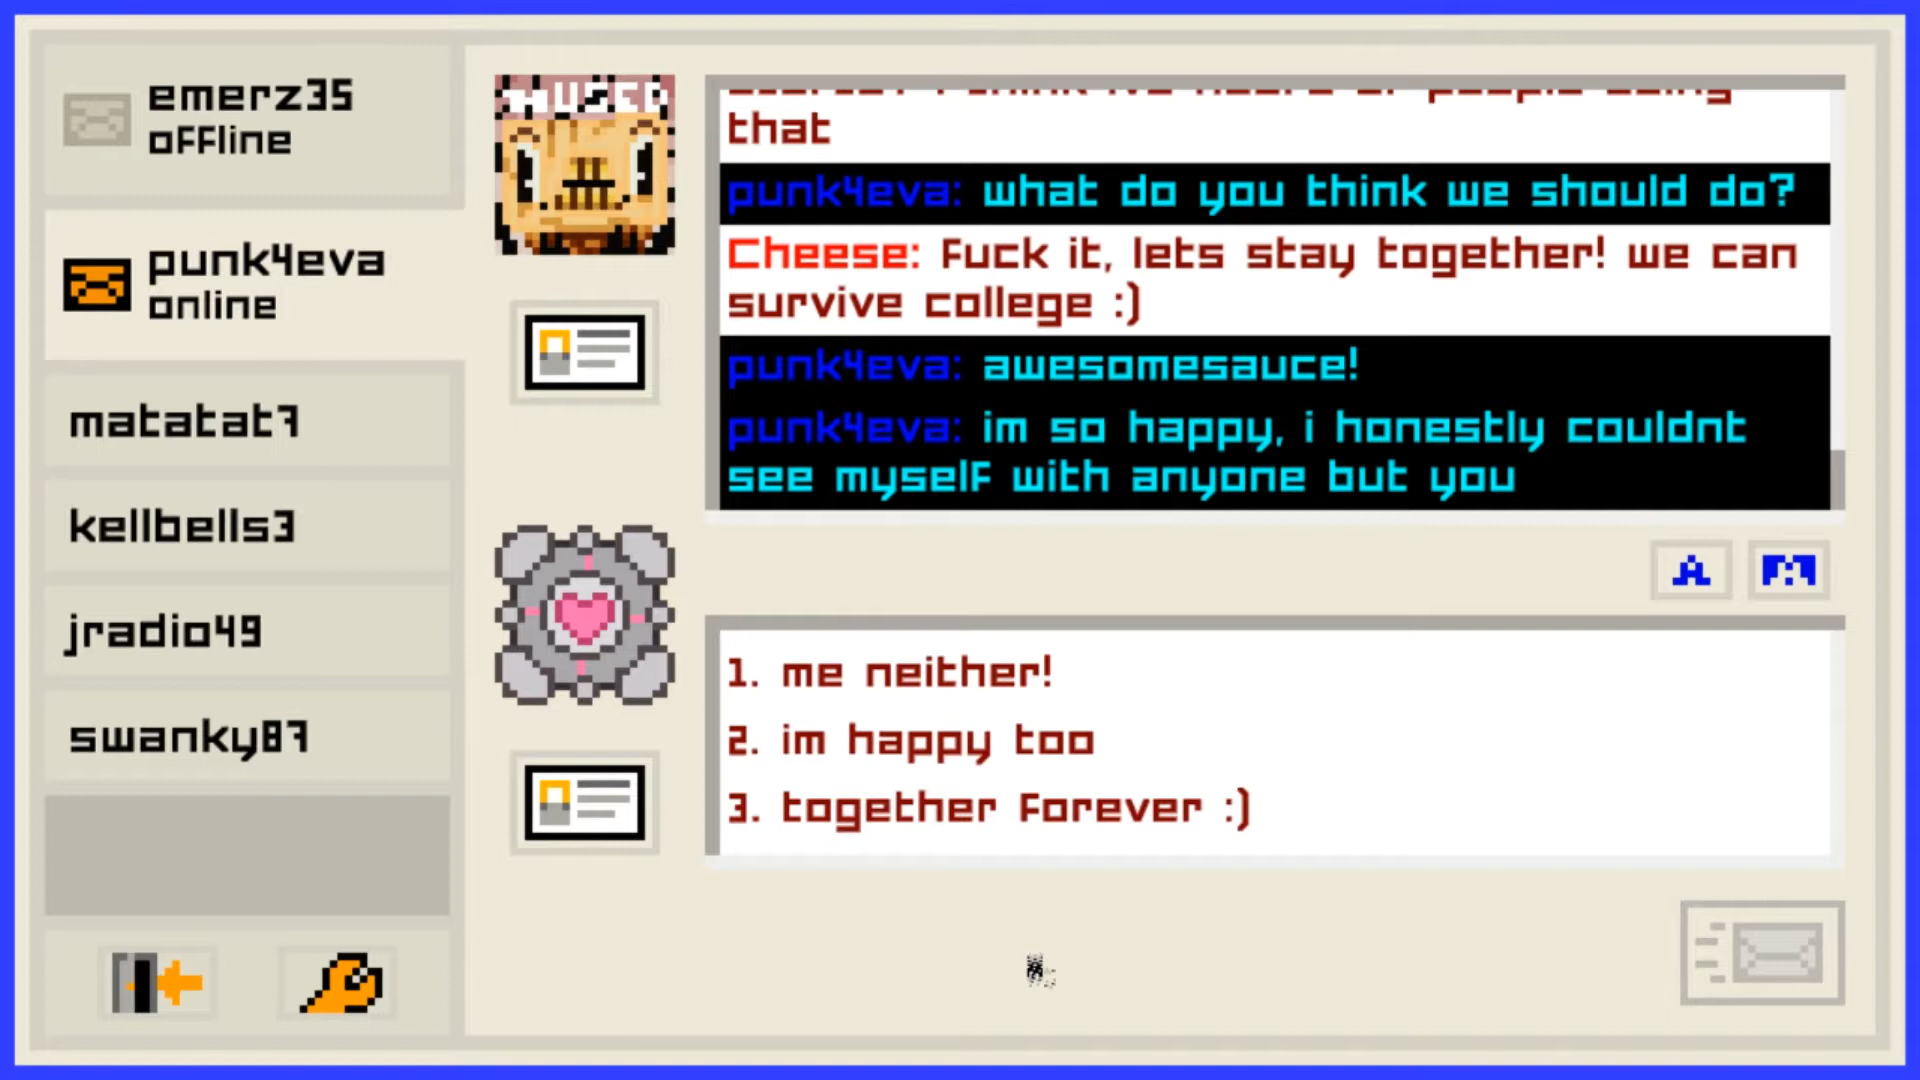 emerz35
offline
punk4eva
online
matatat7
kellbells3
jradio49
swanky87
USED
that
punk4eva: what do you think we should do?
Cheese: Fuck it, lets stay together! we can
survive college :)
punk4eva: awesomesauce!
punk4eva: im so happy, i honestly couldnt
see myself with anyone but you
A
1. me neither!
2. im happy too
3. together forever :)